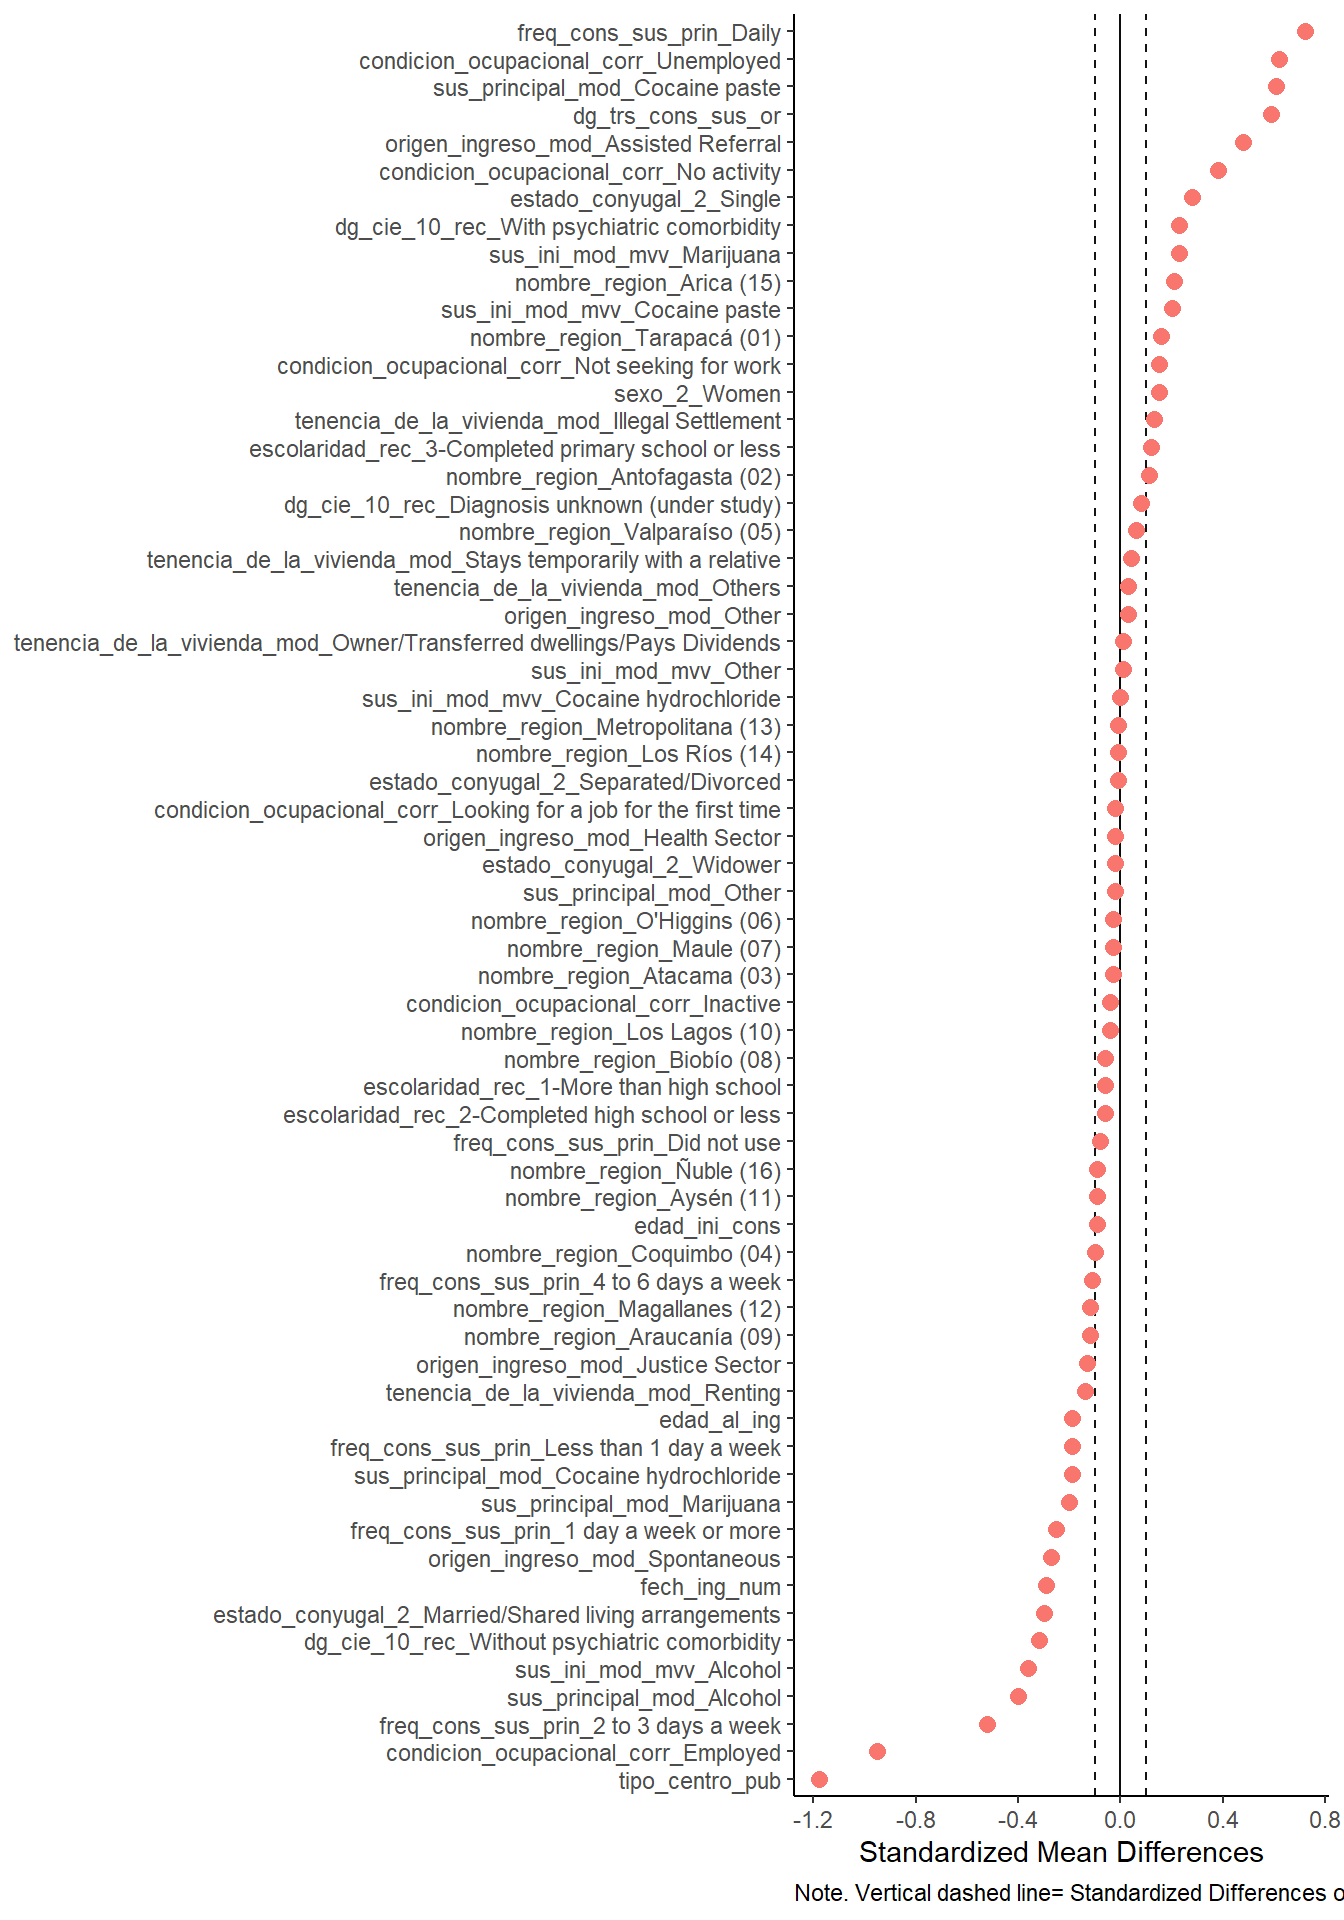 freq_cons_sus_prin_Daily
condicion_ocupacional_corr_Unemployed
sus_principal_mod_Cocaine paste
dg_trs_cons_sus_or
origen_ingreso_mod_Assisted Referral
condicion_ocupacional_corr_No activity
estado_conyugal_2_Single
dg_cie_10_rec_With psychiatric comorbidity
sus_ini_mod_mvv_Marijuana
nombre_region_Arica (15)
sus_ini_mod_mvv_Cocaine paste
nombre_region_Tarapacá (01)
condicion_ocupacional_corr_Not seeking for work
sexo_2_Women
tenencia_de_la_vivienda_mod_Illegal Settlement
escolaridad_rec_3-Completed primary school or less
nombre_region_Antofagasta (02)
dg_cie_10_rec_Diagnosis unknown (under study)
nombre_region_Valparaíso (05)
tenencia_de_la_vivienda_mod_Stays temporarily with a relative
tenencia_de_la_vivienda_mod_Others
origen_ingreso_mod_Other
tenencia_de_la_vivienda_mod_Owner/Transferred dwellings/Pays Dividends
sus_ini_mod_mvv_Other
sus_ini_mod_mvv_Cocaine hydrochloride
nombre_region_Metropolitana (13)
nombre_region_Los Ríos (14)
estado_conyugal_2_Separated/Divorced
condicion_ocupacional_corr_Looking for a job for the first time
origen_ingreso_mod_Health Sector
estado_conyugal_2_Widower
sus_principal_mod_Other
nombre_region_O'Higgins (06)
nombre_region_Maule (07)
nombre_region_Atacama (03)
condicion_ocupacional_corr_Inactive
nombre_region_Los Lagos (10)
nombre_region_Biobío (08)
escolaridad_rec_1-More than high school
escolaridad_rec_2-Completed high school or less
freq_cons_sus_prin_Did not use
nombre_region_Ñuble (16)
nombre_region_Aysén (11)
edad_ini_cons
nombre_region_Coquimbo (04)
freq_cons_sus_prin_4 to 6 days a week
nombre_region_Magallanes (12)
nombre_region_Araucanía (09)
origen_ingreso_mod_Justice Sector
tenencia_de_la_vivienda_mod_Renting
edad_al_ing
freq_cons_sus_prin_Less than 1 day a week
sus_principal_mod_Cocaine hydrochloride
sus_principal_mod_Marijuana
freq_cons_sus_prin_1 day a week or more
origen_ingreso_mod_Spontaneous
fech_ing_num
estado_conyugal_2_Married/Shared living arrangements
dg_cie_10_rec_Without psychiatric comorbidity
sus_ini_mod_mvv_Alcohol
sus_principal_mod_Alcohol
freq_cons_sus_prin_2 to 3 days a week
condicion_ocupacional_corr_Employed
tipo_centro_pub
-1.2 -0.8 -0.4 0.0 0.4 0.8
Standardized Mean Differences
Note. Vertical dashed line= Standardized Differences o